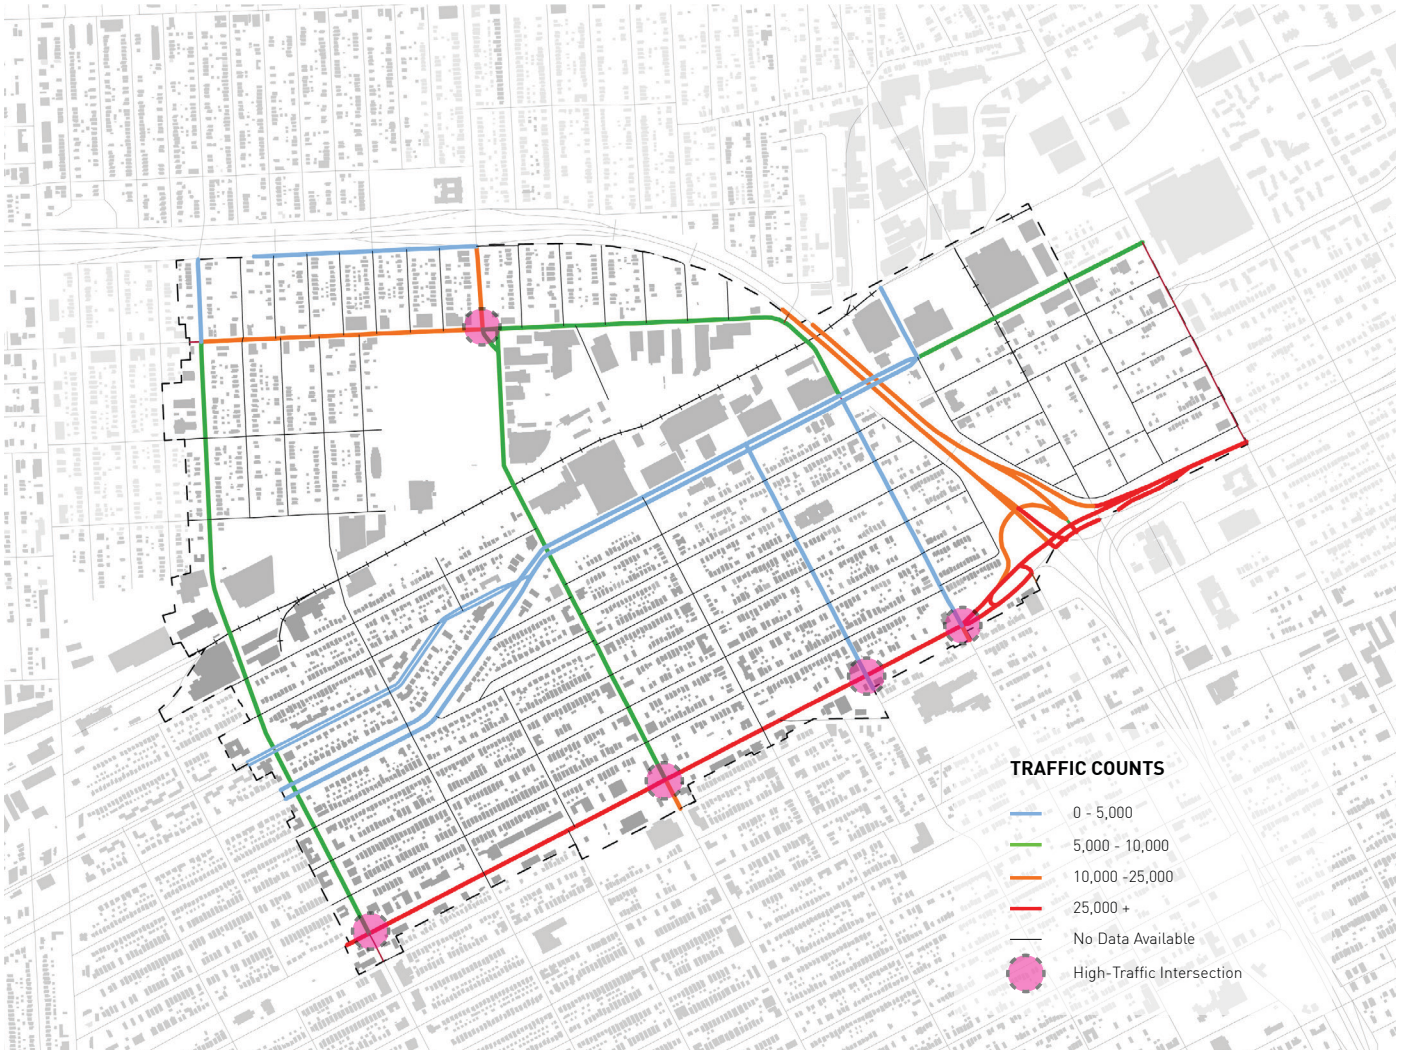 TRAFFIC COUNTS
0 - 5,000
5,000 - 10,000
10,000 -25,000
25,000 +
No Data Available
High-Traffic Intersection